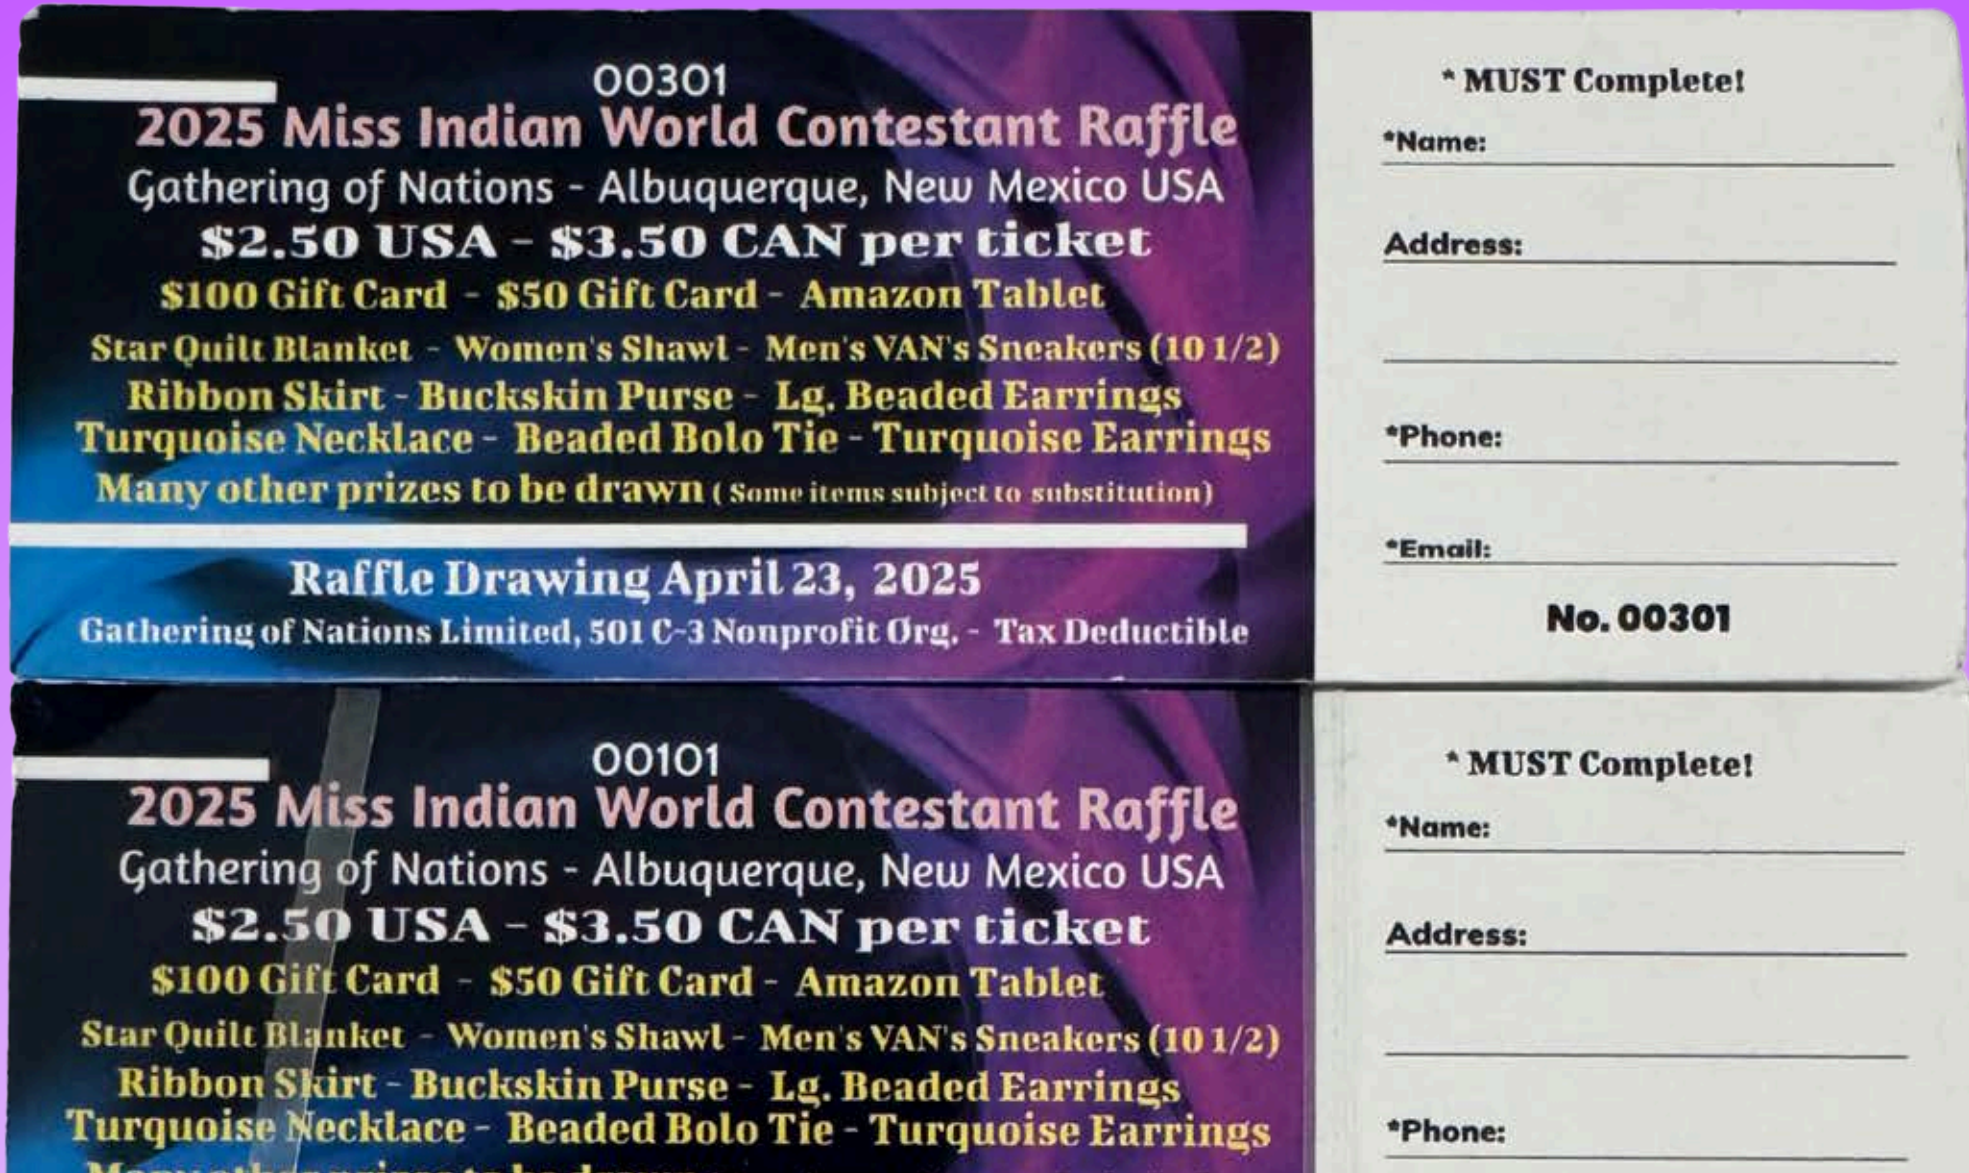 00301
2025 Miss Indian World Contestant Raffle
Gathering of Nations - Albuquerque, New Mexico USA
$2.50 USA - $3.50 CAN per ticket
$100 Gift Card - $50 Gift Card - Amazon Tablet
Star Quilt Blanket - Women's Shawl - Men's VAN's Sneakers (10 1/2)
Ribbon Skirt - Buckskin Purse - Lg. Beaded Earrings
Turquoise Necklace - Beaded Bolo Tie - Turquoise Earrings
Many other prizes to be drawn ( Some items subject to substitution)
Raffle Drawing April 23, 2025
Gathering of Nations Limited, 501 C-3 Nonprofit Org. - Tax Deductible
* MUST Complete!
*Name:
Address:
*Phone:
*Email:
No. 00301
00101
2025 Miss Indian World Contestant Raffle
Gathering of Nations - Albuquerque, New Mexico USA
$2.50 USA - $3.50 CAN per ticket
$100 Gift Card - $50 Gift Card - Amazon Tablet
Star Quilt Blanket - Women's Shawl - Men's VAN's Sneakers (10 1/2)
Ribbon Skirt - Buckskin Purse - Lg. Beaded Earrings
Turquoise Necklace - Beaded Bolo Tie - Turquoise Earrings
Many other prizes to be drawn
* MUST Complete!
*Name:
Address:
*Phone: